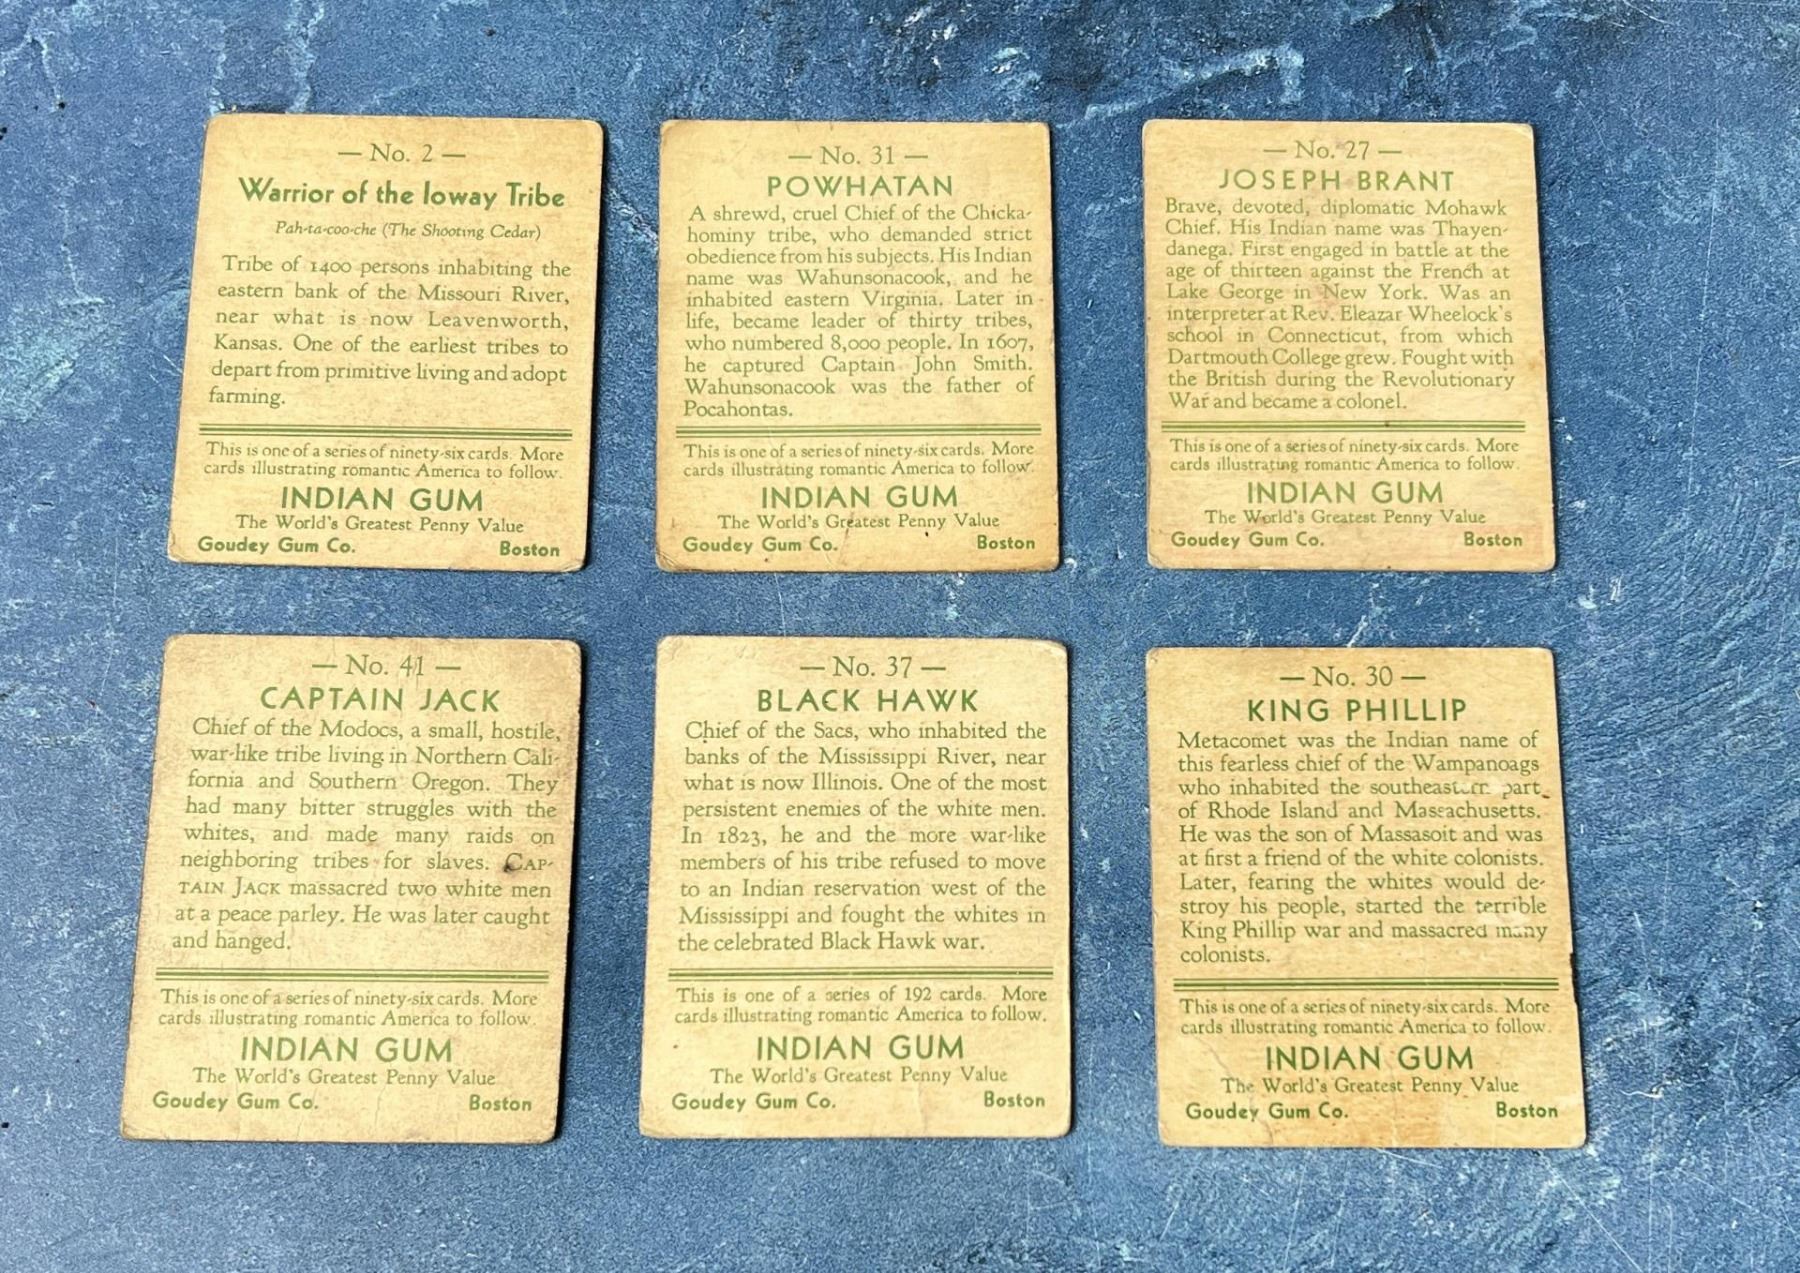 — No. 2 —
Warrior of the Ioway Tribe
Pah-ta-coo-che (The Shooting Cedar)
Tribe of 1400 persons inhabiting the
eastern bank of the Missouri River,
near what is now Leavenworth,
Kansas. One of the earliest tribes to
depart from primitive living and adopt
farming.
This is one of a series of ninety-six cards. More
cards illustrating romantic America to follow.
INDIAN GUM
The World's Greatest Penny Value
Goudey Gum Co. Boston
— No. 31 —
POWHATAN
A shrewd, cruel Chief of the Chicka-
hominy tribe, who demanded strict
obedience from his subjects. His Indian
name was Wahunsonacook, and he
inhabited eastern Virginia. Later in
life, became leader of thirty tribes,
who numbered 8,000 people. In 1607,
he captured Captain John Smith.
Wahunsonacook was the father of
Pocahontas.
This is one of a series of ninety-six cards. More
cards illustrating romantic America to follow.
INDIAN GUM
The World's Greatest Penny Value
Goudey Gum Co. Boston
— No. 27 —
JOSEPH BRANT
Brave, devoted, diplomatic Mohawk
Chief. His Indian name was Thayen-
danega. First engaged in battle at the
age of thirteen against the French at
Lake George in New York. Was an
interpreter at Rev. Eleazar Wheelock's
school in Connecticut, from which
Dartmouth College grew. Fought with
the British during the Revolutionary
War and became a colonel.
This is one of a series of ninety-six cards. More
cards illustrating romantic America to follow.
INDIAN GUM
The World's Greatest Penny Value
Goudey Gum Co. Boston
— No. 41 —
CAPTAIN JACK
Chief of the Modocs, a small, hostile,
war-like tribe living in Northern Cali-
fornia and Southern Oregon. They
had many bitter struggles with the
whites, and made many raids on
neighboring tribes for slaves. CAP-
TAIN JACK massacred two white men
at a peace parley. He was later caught
and hanged.
This is one of a series of ninety-six cards. More
cards illustrating romantic America to follow.
INDIAN GUM
The World's Greatest Penny Value
Goudey Gum Co. Boston
— No. 37 —
BLACK HAWK
Chief of the Sacs, who inhabited the
banks of the Mississippi River, near
what is now Illinois. One of the most
persistent enemies of the white men.
In 1823, he and the more war-like
members of his tribe refused to move
to an Indian reservation west of the
Mississippi and fought the whites in
the celebrated Black Hawk war.
This is one of a series of 192 cards. More
cards illustrating romantic America to follow.
INDIAN GUM
The World's Greatest Penny Value
Goudey Gum Co. Boston
— No. 30 —
KING PHILLIP
Metacomet was the Indian name of
this fearless chief of the Wampanoags
who inhabited the southeastern part
of Rhode Island and Massachusetts.
He was the son of Massasoit and was
at first a friend of the white colonists.
Later, fearing the whites would de-
stroy his people, started the terrible
King Phillip war and massacred many
colonists.
This is one of a series of ninety-six cards. More
cards illustrating romantic America to follow.
INDIAN GUM
The World's Greatest Penny Value
Goudey Gum Co. Boston